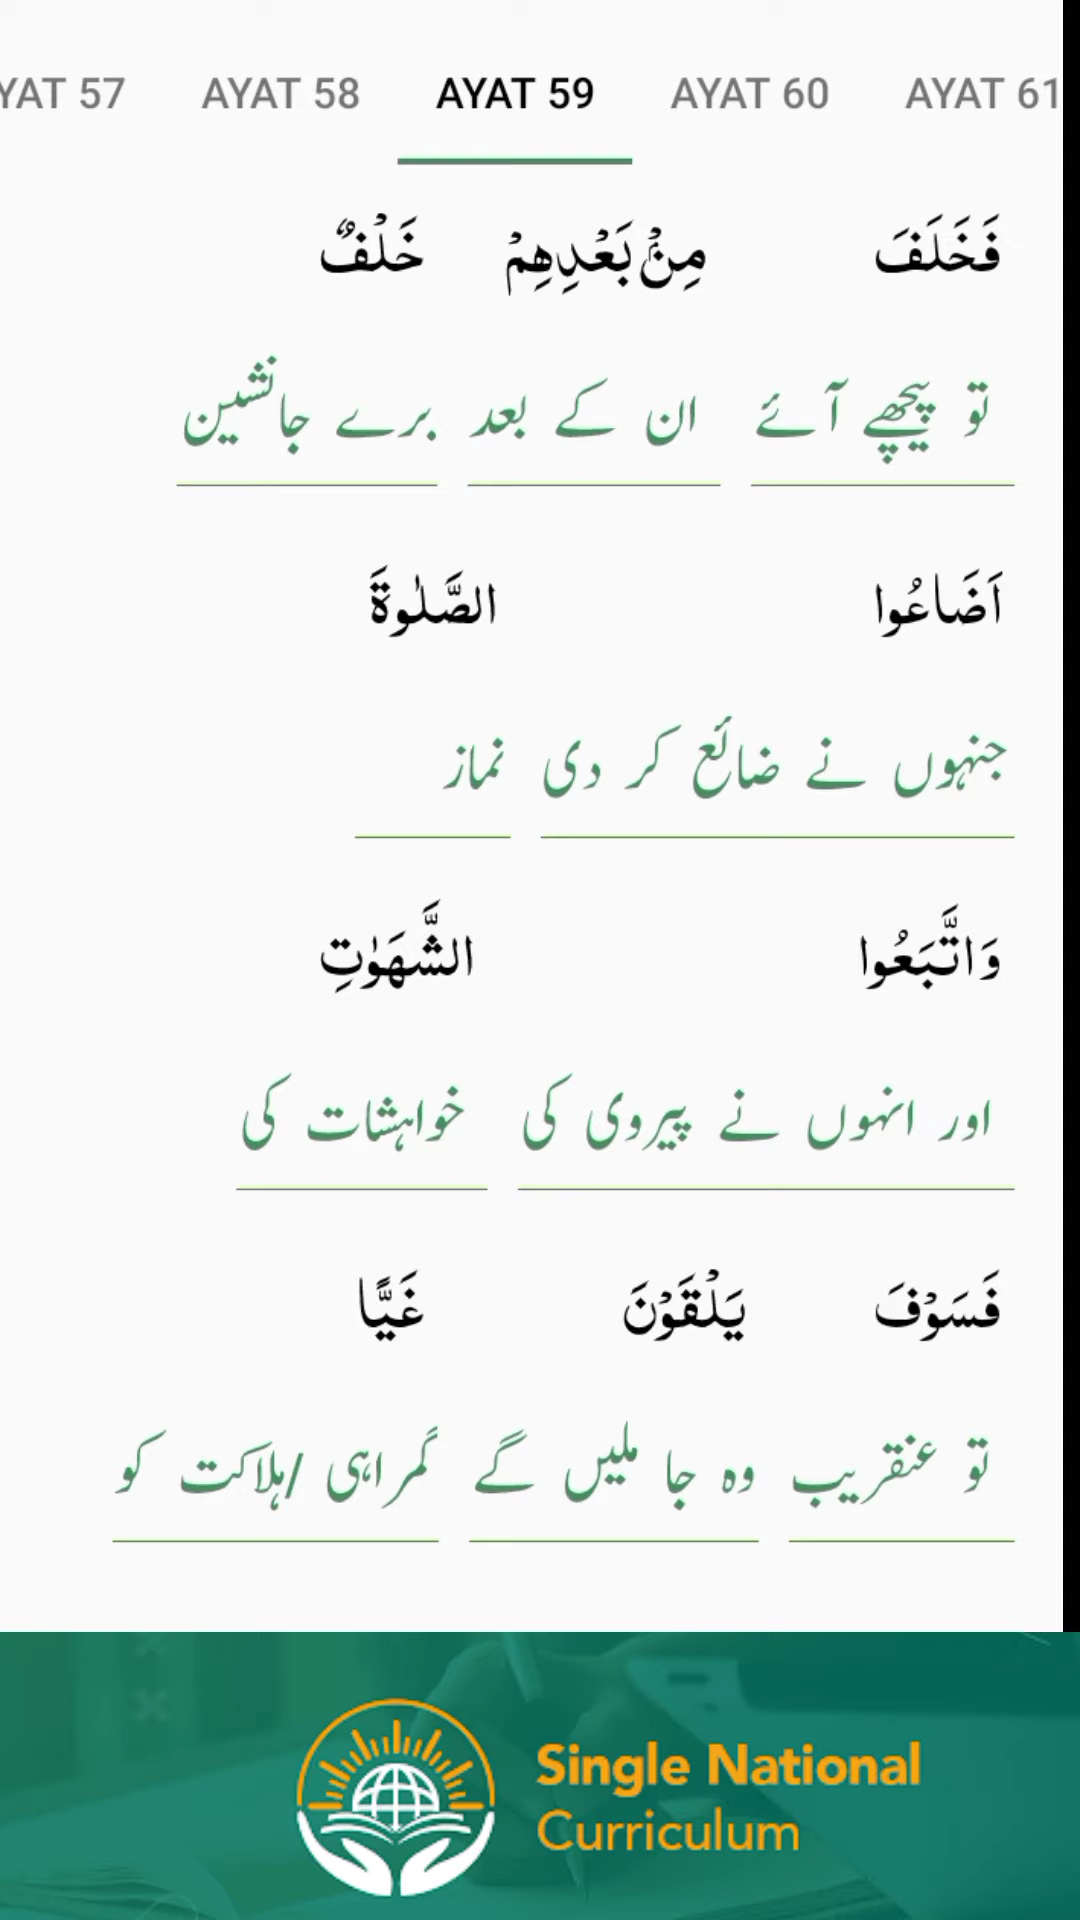 YAT 57 AYAT 58 AYAT 59 AYAT 60 AYAT 61
فَخَلَفَ مِنْۢ بَعْدِهِمْ خَلْفٌ
تو پیچھے آئے ان کے بعد برے جانشین
اَضَاعُوا الصَّلٰوةَ
جنہوں نے ضائع کر دی نماز
وَاتَّبَعُوا الشَّهَوٰتِ
اور انہوں نے پیروی کی خواہشات کی
فَسَوْفَ يَلْقَوْنَ غَيًّا
تو عنقریب وہ جا ملیں گے گمراہی /ہلاکت کو
Single National
Curriculum